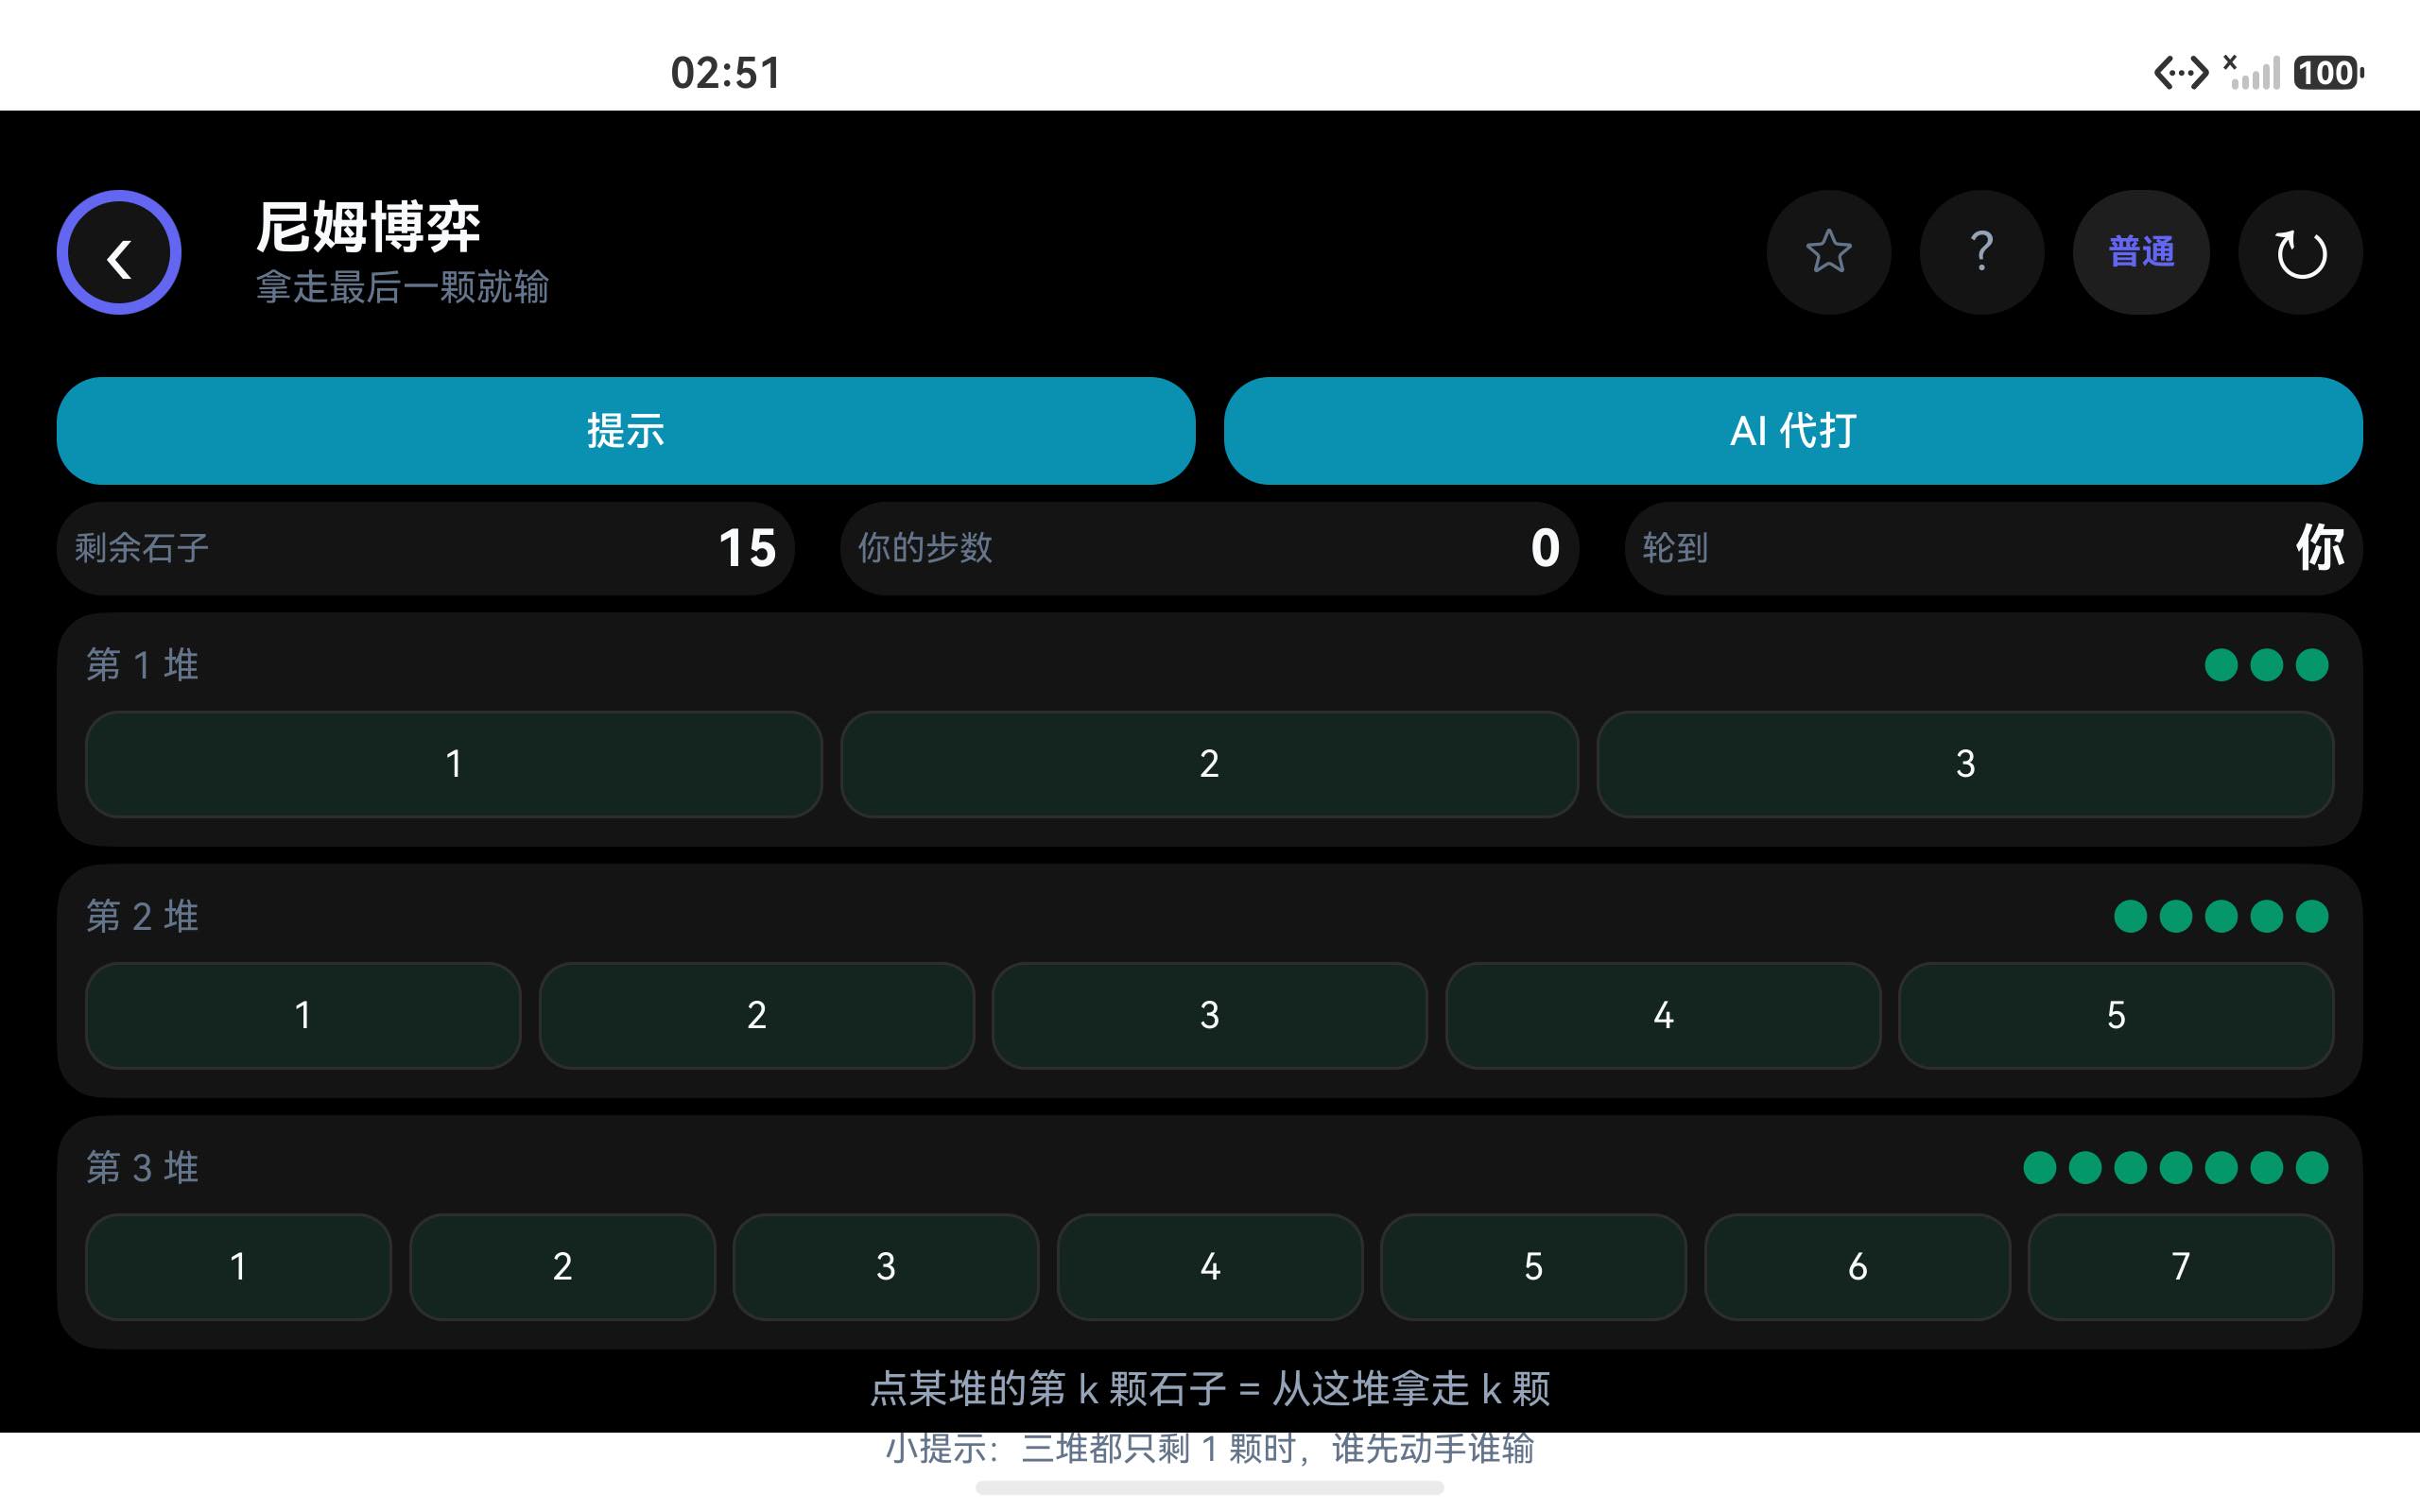 02:51
100
尼姆博弈
拿走最后一颗就输
?
普通
提示
AI 代打
剩余石子 15
你的步数 0
轮到 你
第 1 堆
1 2 3
第 2 堆
1 2 3 4 5
第 3 堆
1 2 3 4 5 6 7
点某堆的第 k 颗石子 = 从这堆拿走 k 颗
小提示：三堆都只剩 1 颗时，谁先动手谁输